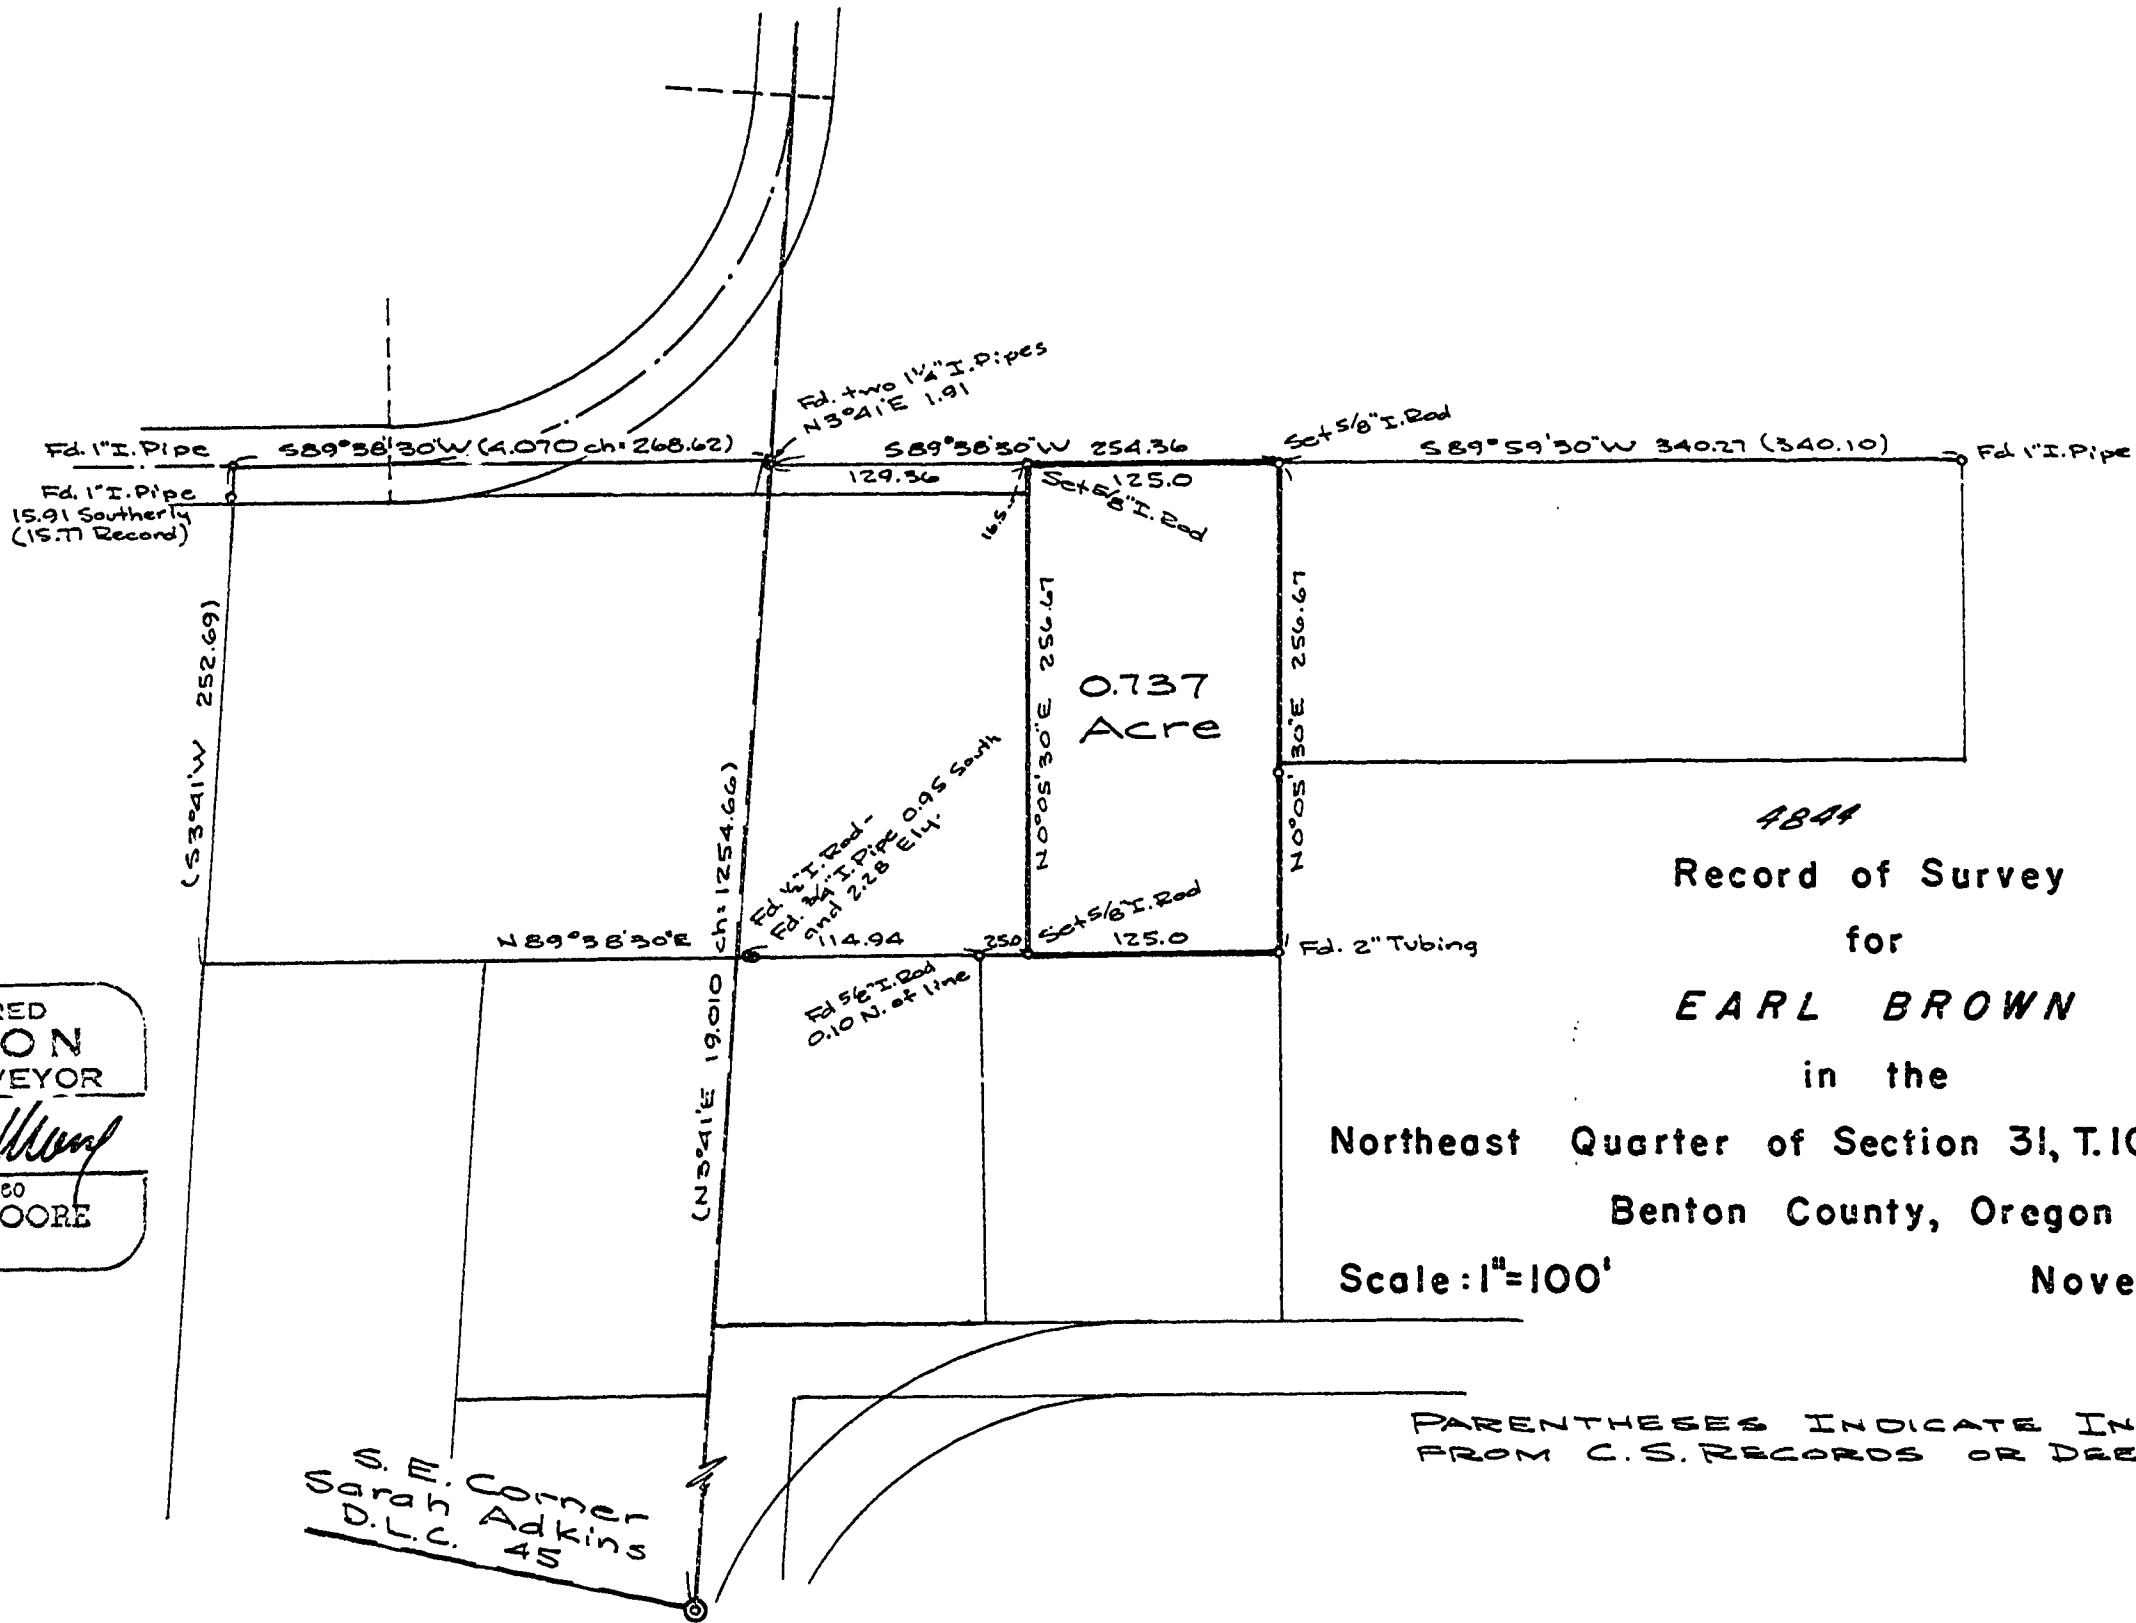 Fd. two 1¼" I. Pipes
N3°41'E 1.91
Fd. 1" I. Pipe
S89°38'30"W (4.070 ch = 268.62)
S89°38'30"W 254.36
129.36
125.0
Set 5/8" I. Rod
S89°59'30"W 340.27 (340.10)
Fd. 1" I. Pipe
Fd. 1" I. Pipe
15.91 Southerly
(15.77 Record)
16.5
Set 5/8" I. Rod
(S3°41'W 252.69)
N0°05'30"E 256.67
N0°05'30"E 256.67
0.737
Acre
(N3°41'E 19.010 ch = 1254.66)
Fd. ½" I. Rod -
Fd. ¾" I. Pipe 0.95 South
and 2.28 Ely.
N89°38'30"E
114.94
25.0
Set 5/8" I. Rod
125.0
Fd. 2" Tubing
Fd 5/8" I. Rod
0.10 N. of line
4844
Record of Survey
for
EARL BROWN
in the
Northeast Quarter of Section 31, T.10
Benton County, Oregon
Scale: 1"=100'
Nove
RED
ON
VEYOR
60
OORE
PARENTHESES INDICATE IN
FROM C.S. RECORDS OR DEE
S. E. Corner
Sarah Adkins
D.L.C. 45